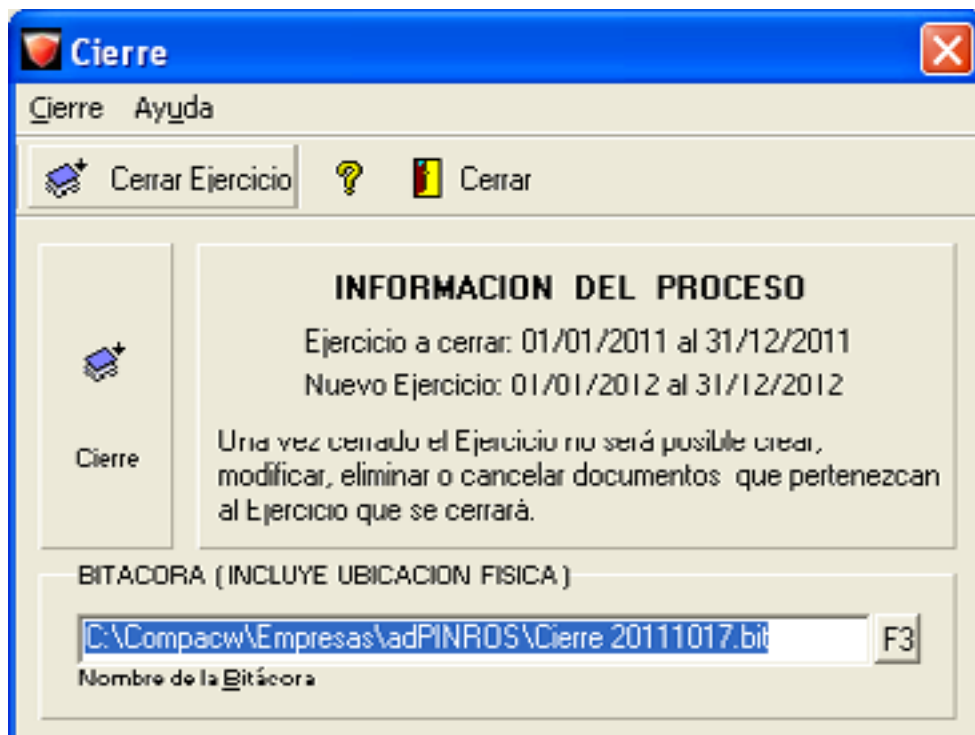 Cierre
Cierre Ayuda
Cerrar Ejercicio Cerrar
INFORMACION DEL PROCESO
Ejercicio a cerrar: 01/01/2011 al 31/12/2011
Nuevo Ejercicio: 01/01/2012 al 31/12/2012
Cierre
Una vez cerrado el Ejercicio no será posible crear,
modificar, eliminar o cancelar documentos que pertenezcan
al Ejercicio que se cerrará.
BITACORA ( INCLUYE UBICACION FISICA )
C:\Compacw\Empresas\adPINROS\Cierre 20111017.bit
F3
Nombre de la Bitácora